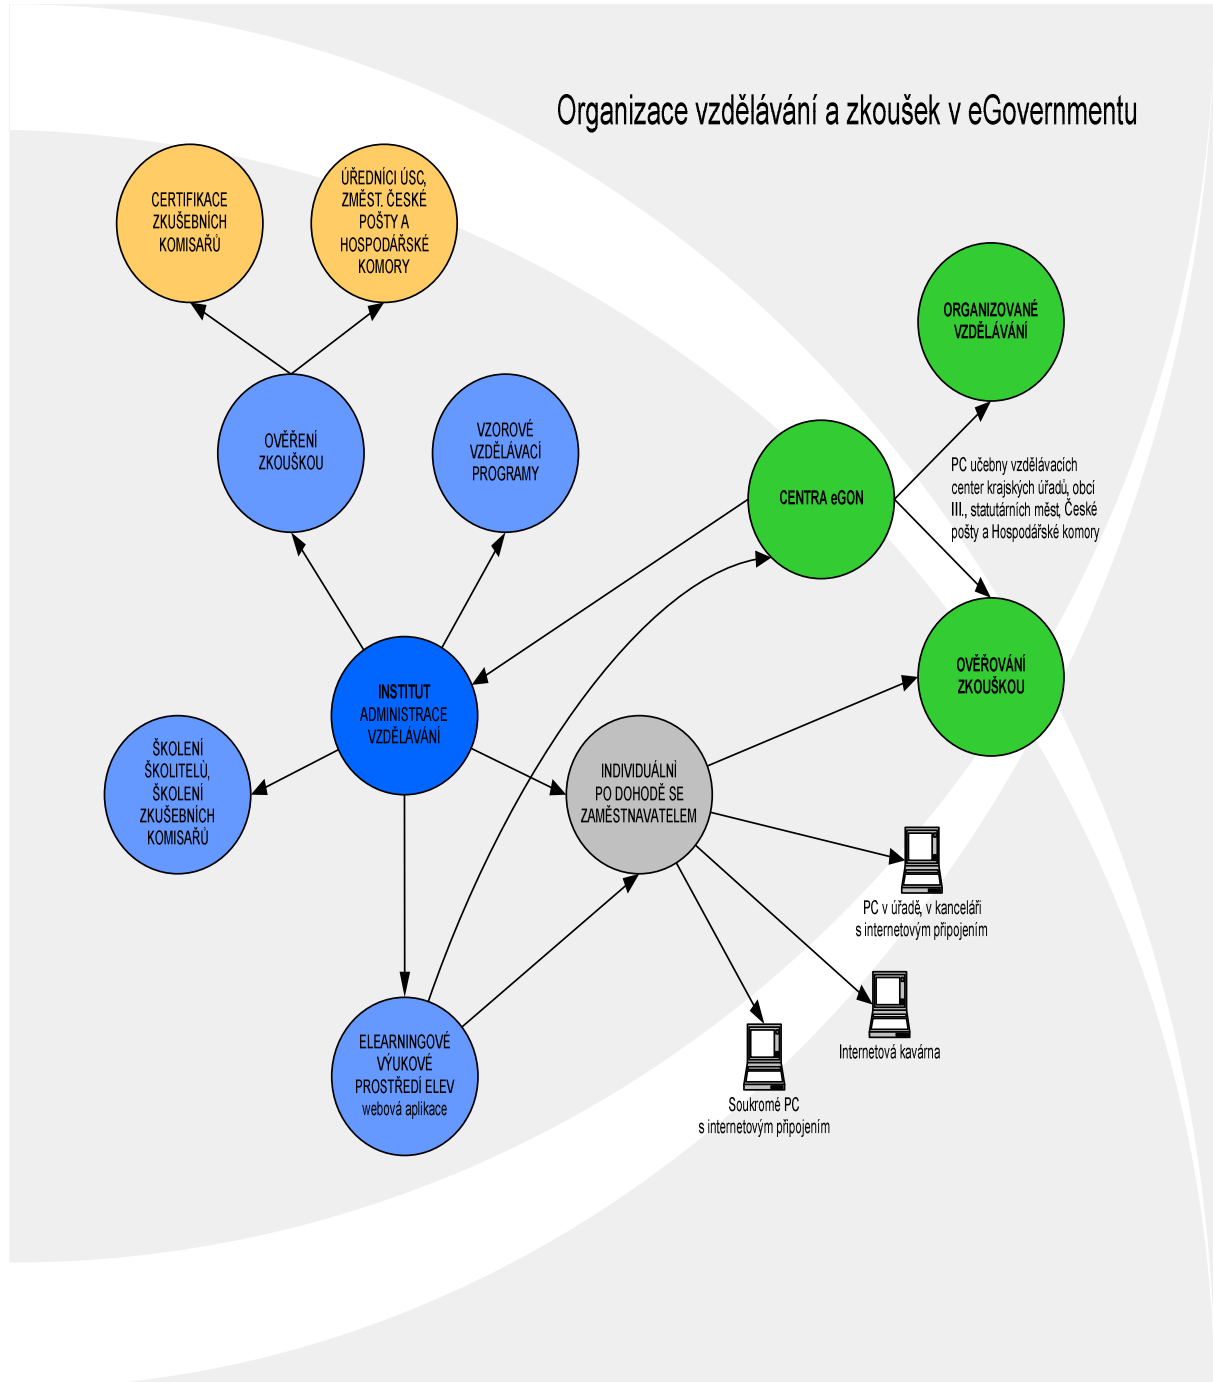 Organizace vzdělávání a zkoušek v eGovernmentu
CERTIFIKACE
ZKUŠEBNÍCH
KOMISAŘŮ
ÚŘEDNÍCI ÚSC,
ZMĚST. ČESKÉ
POŠTY A
HOSPODÁŘSKÉ
KOMORY
ORGANIZOVANÉ
VZDĚLÁVÁNÍ
OVĚŘENÍ
ZKOUŠKOU
VZOROVÉ
VZDĚLÁVACÍ
PROGRAMY
CENTRA eGON
PC učebny vzdělávacích
center krajských úřadů, obcí
III., statutárních měst, České
pošty a Hospodářské komory
OVĚŘOVÁNÍ
ZKOUŠKOU
INSTITUT
ADMINISTRACE
VZDĚLÁVÁNÍ
ŠKOLENÍ
ŠKOLITELŮ,
ŠKOLENÍ
ZKUŠEBNÍCH
KOMISAŘŮ
INDIVIDUÁLNÍ
PO DOHODĚ SE
ZAMĚSTNAVATELEM
PC v úřadě, v kanceláři
s internetovým připojením
Internetová kavárna
ELEARNINGOVÉ
VÝUKOVÉ
PROSTŘEDÍ ELEV
webová aplikace
Soukromé PC
s internetovým připojením